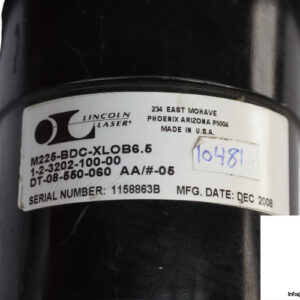 LINCOLN
LASER®
234 EAST MOHAVE
PHOENIX ARIZONA 85004
MADE IN U.S.A.
M225-BDC-XLOB6.5
1-2-3202-100-00
DT-08-550-060 AA/#-05
10481
SERIAL NUMBER: 1158863B MFG. DATE: DEC 2008